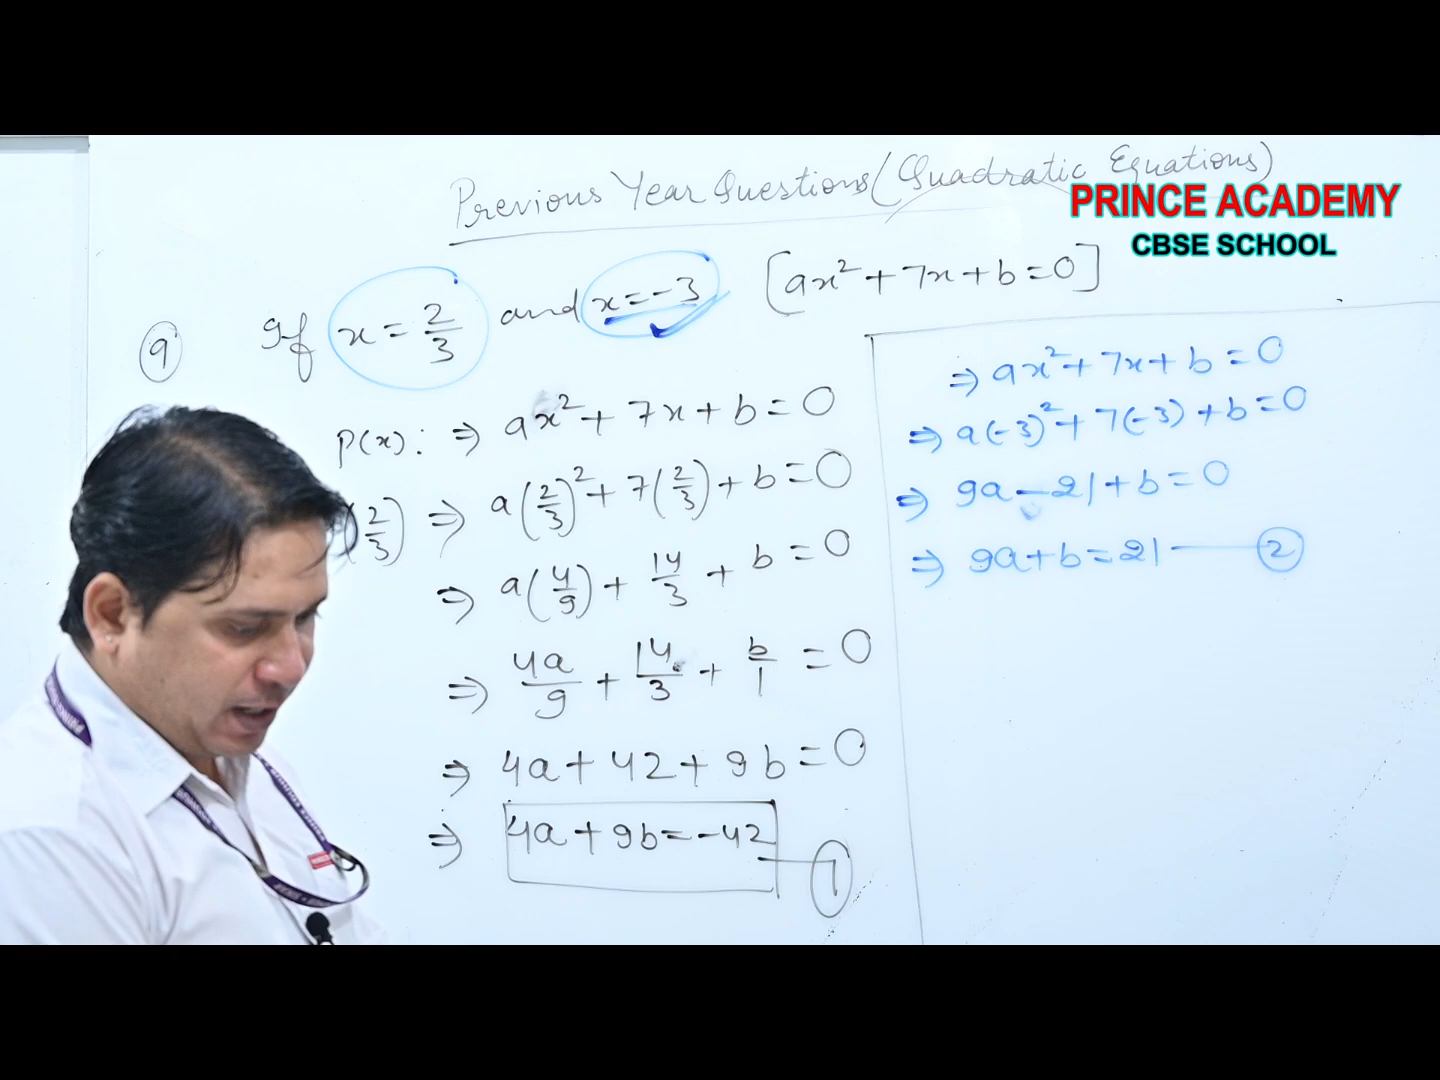 Previous Year Questions (Quadratic Equations)
PRINCE ACADEMY
CBSE SCHOOL
9 If x = 2/3 and x = -3 [ax² + 7x + b = 0]
P(x) : ⇒ ax² + 7x + b = 0
(2/3) ⇒ a(2/3)² + 7(2/3) + b = 0
⇒ a(4/9) + 14/3 + b = 0
⇒ 4a/9 + 14/3 + b/1 = 0
⇒ 4a + 42 + 9b = 0
⇒ 4a + 9b = -42 — 1
⇒ ax² + 7x + b = 0
⇒ a(-3)² + 7(-3) + b = 0
⇒ 9a - 21 + b = 0
⇒ 9a + b = 21 — 2